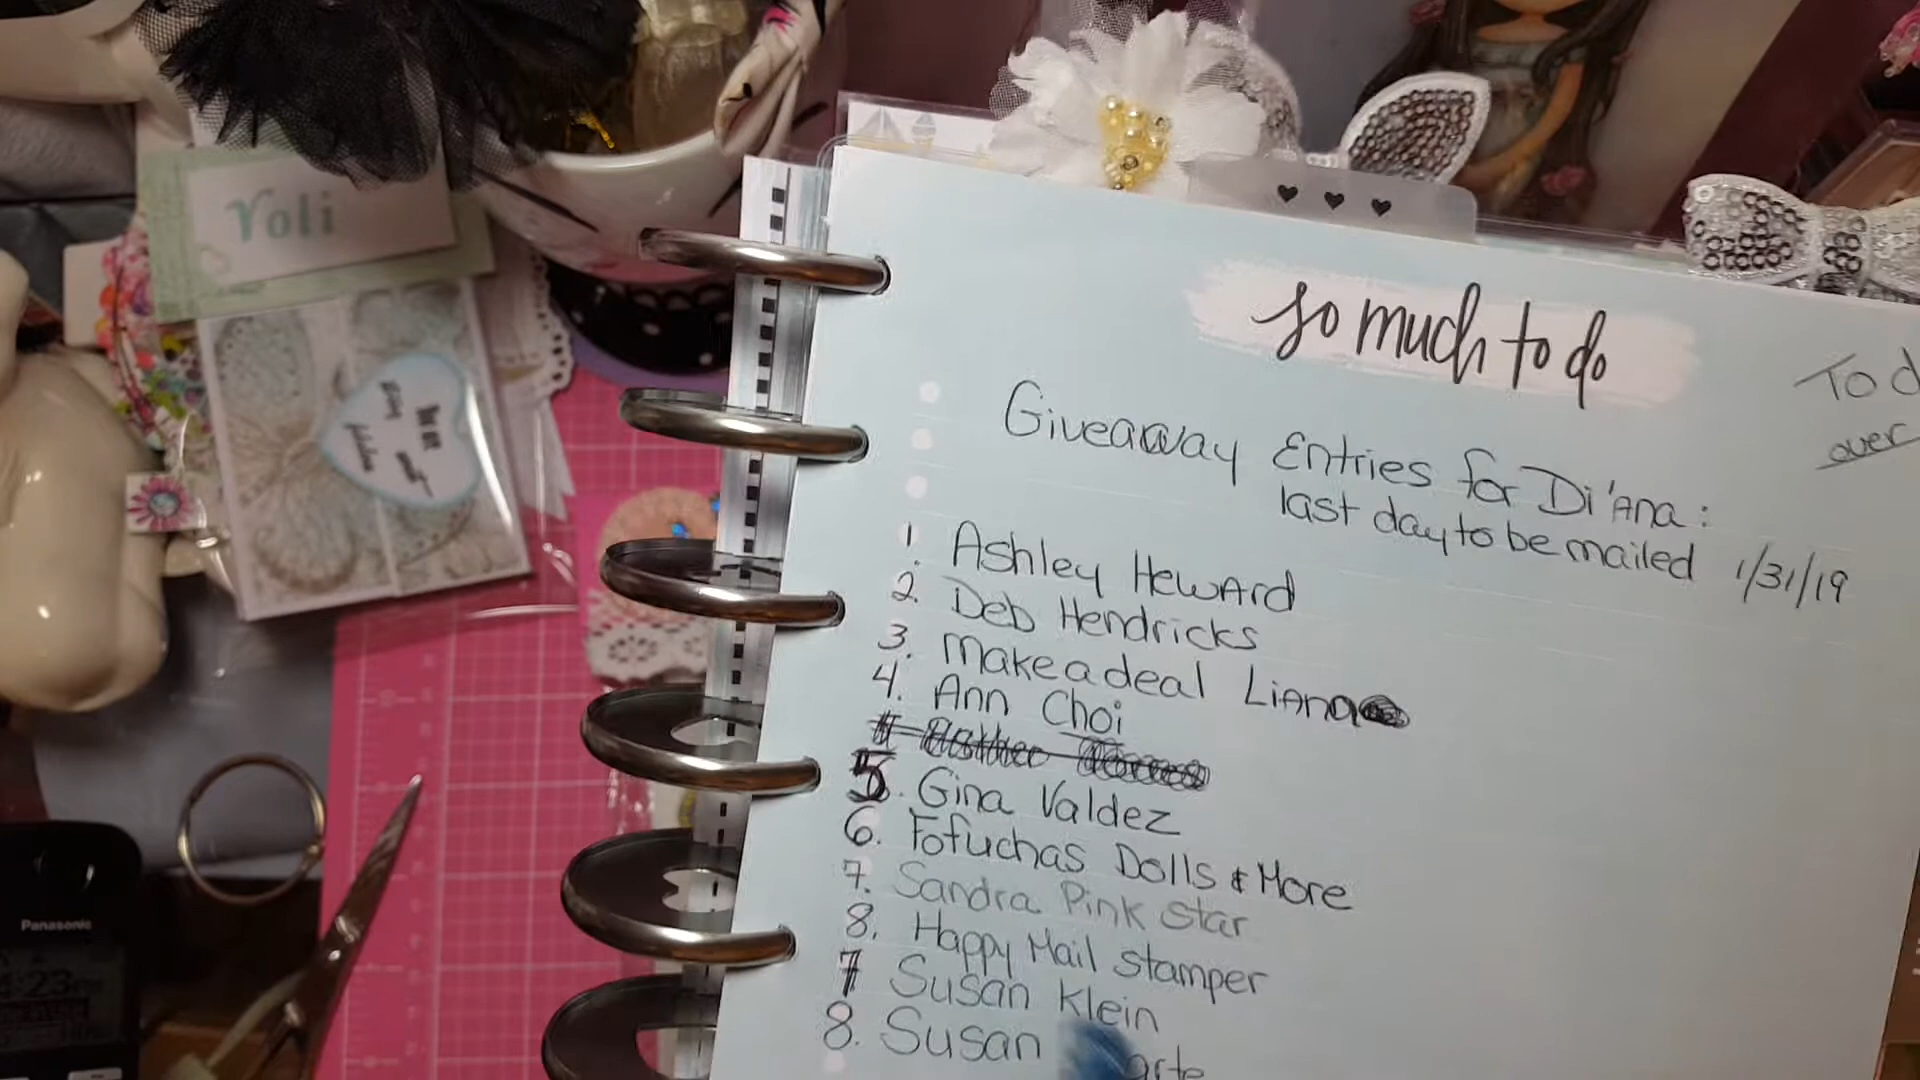 Yoli
so much to do
To d
over
Giveaway Entries for Di'Ana:
last day to be mailed 1/31/19
1. Ashley Heward
2. Deb Hendricks
3. Make a deal Liana
4. Ann Choi
5. Gina Valdez
6. Fofuchas Dolls & More
7. Sandra Pink Star
8. Happy Mail Stamper
7 Susan Klein
8. Susan
Panasonic